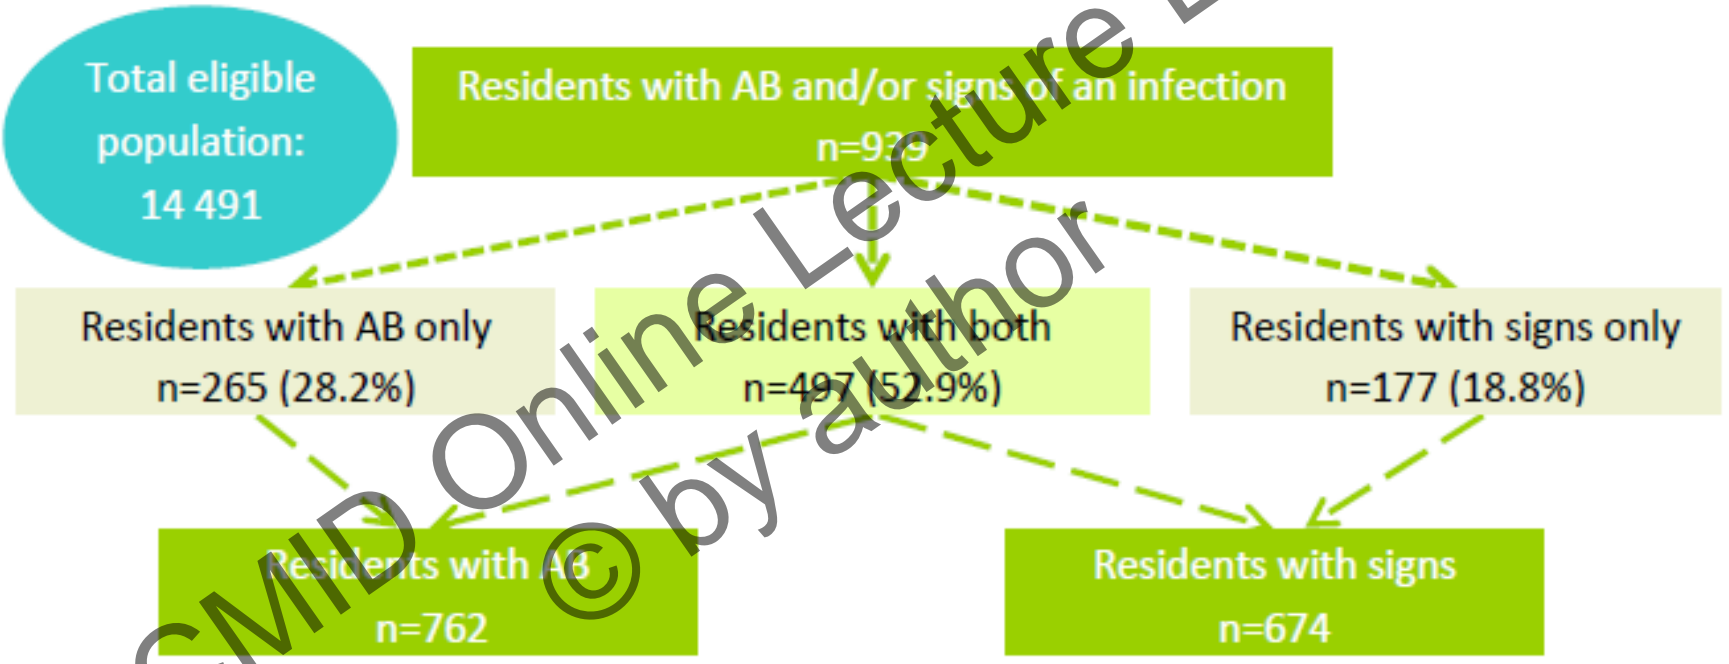 Total eligible
population:
14 491
Residents with AB and/or signs of an infection
n=939
Residents with AB only
n=265 (28.2%)
Residents with both
n=497 (52.9%)
Residents with signs only
n=177 (18.8%)
Residents with AB
n=762
Residents with signs
n=674
CMID Online Lecture L
© by author